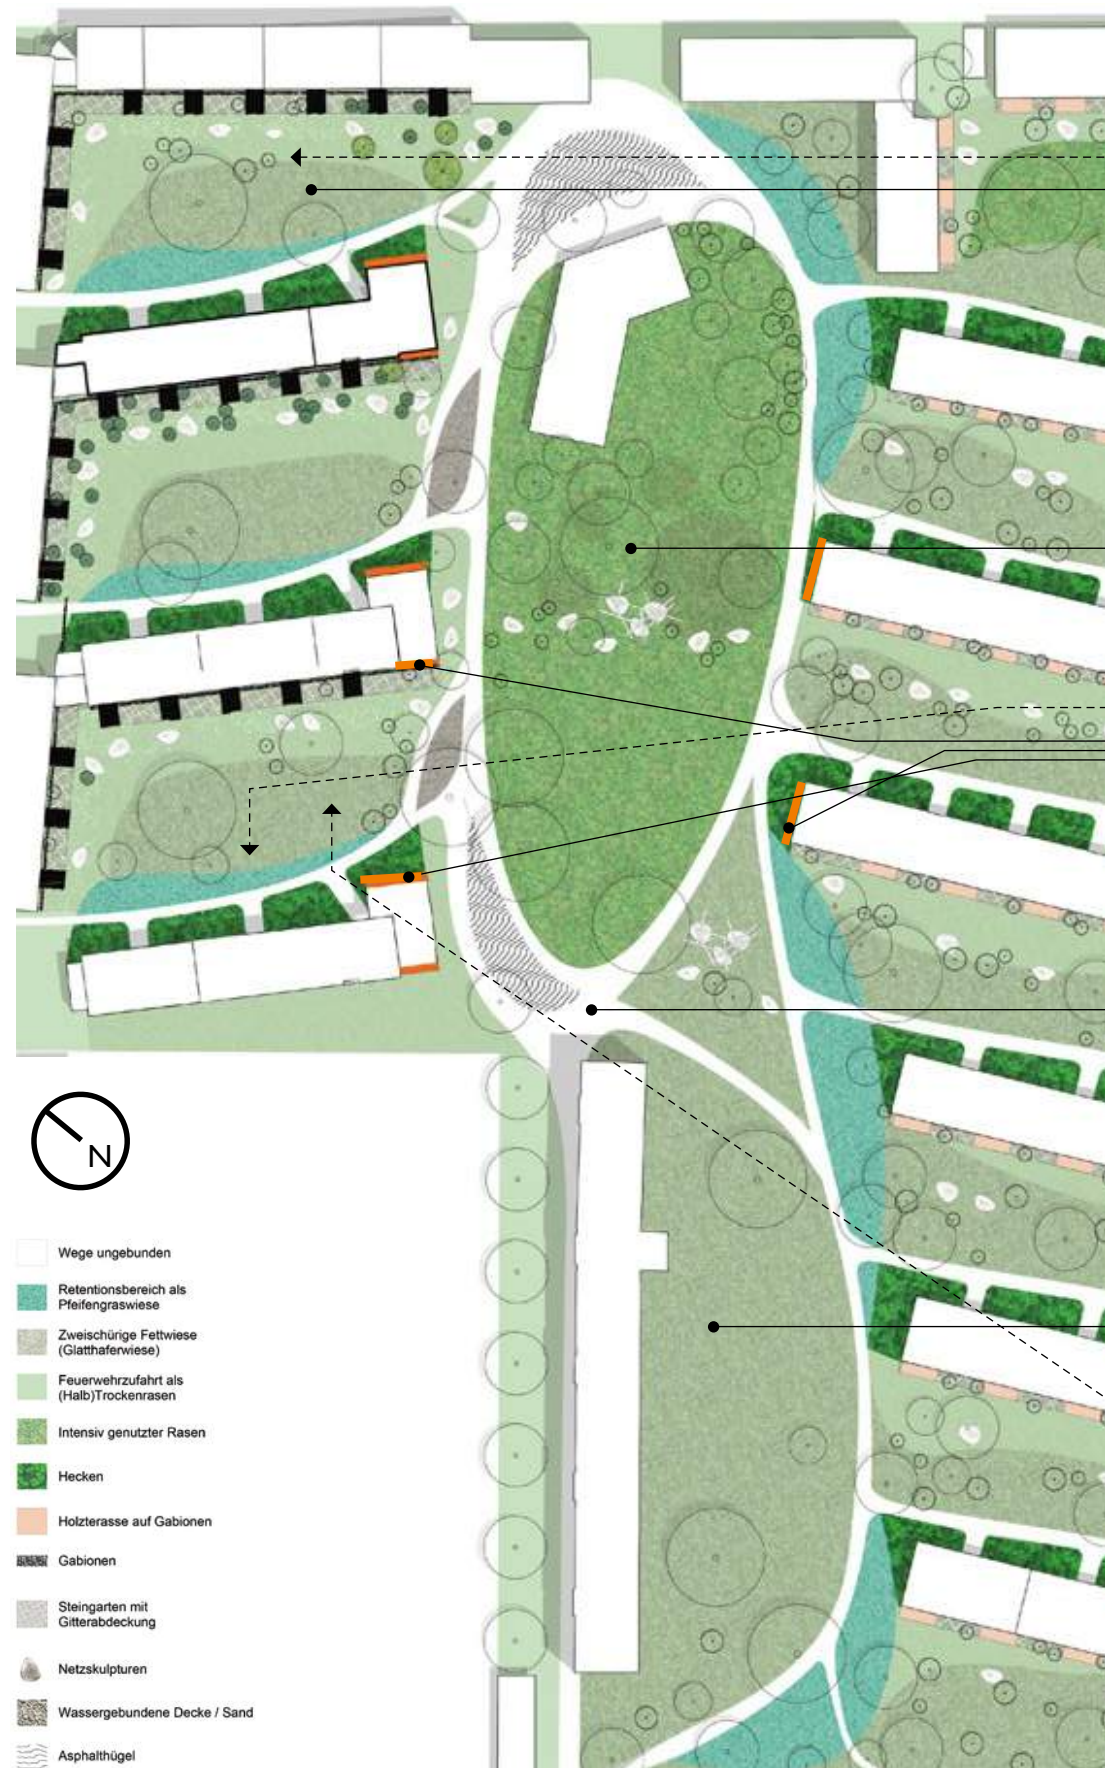 N
Wege ungebunden
Retentionsbereich als
Pfeifengraswiese
Zweischürige Fettwiese
(Glatthaferwiese)
Feuerwehrzufahrt als
(Halb)Trockenrasen
Intensiv genutzter Rasen
Hecken
Holzterasse auf Gabionen
Gabionen
Steingarten mit
Gitterabdeckung
Netzskulpturen
Wassergebundene Decke / Sand
Asphalthügel